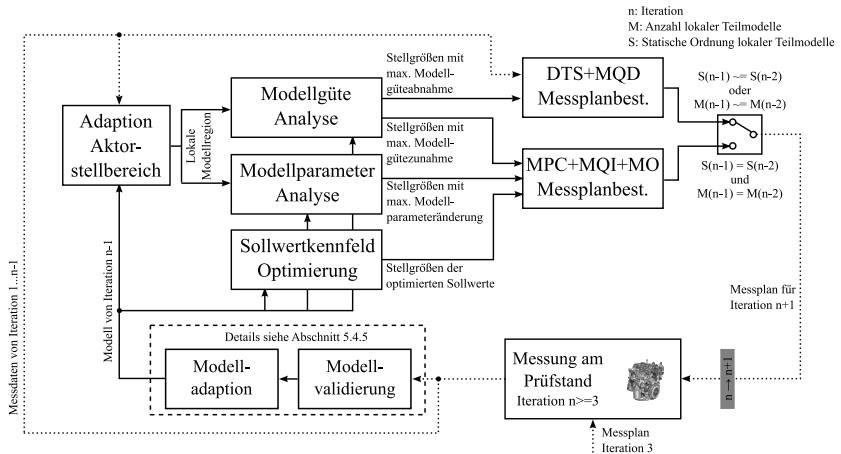 n: Iteration
M: Anzahl lokaler Teilmodelle
S: Statische Ordnung lokaler Teilmodelle
Messdaten von Iteration 1...n-1
Modell von Iteration n-1
Adaption
Aktor-
stellbereich
Lokale
Modellregion
Modellgüte
Analyse
Modellparameter
Analyse
Sollwertkennfeld
Optimierung
Stellgrößen mit
max. Modell-
güteabnahme
Stellgrößen mit
max. Modell-
gützunahme
Stellgrößen mit
max. Modell-
parameteränderung
Stellgrößen der
optimierten Sollwerte
DTS+MQD
Messplanbest.
MPC+MQI+MO
Messplanbest.
S(n-1) ~= S(n-2)
oder
M(n-1) ~= M(n-2)
S(n-1) = S(n-2)
und
M(n-1) = M(n-2)
Messplan für
Iteration n+1
n → n+1
Details siehe Abschnitt 5.4.5
Modell-
adaption
Modell-
validierung
Messung am
Prüfstand
Iteration n>=3
Messplan
Iteration 3